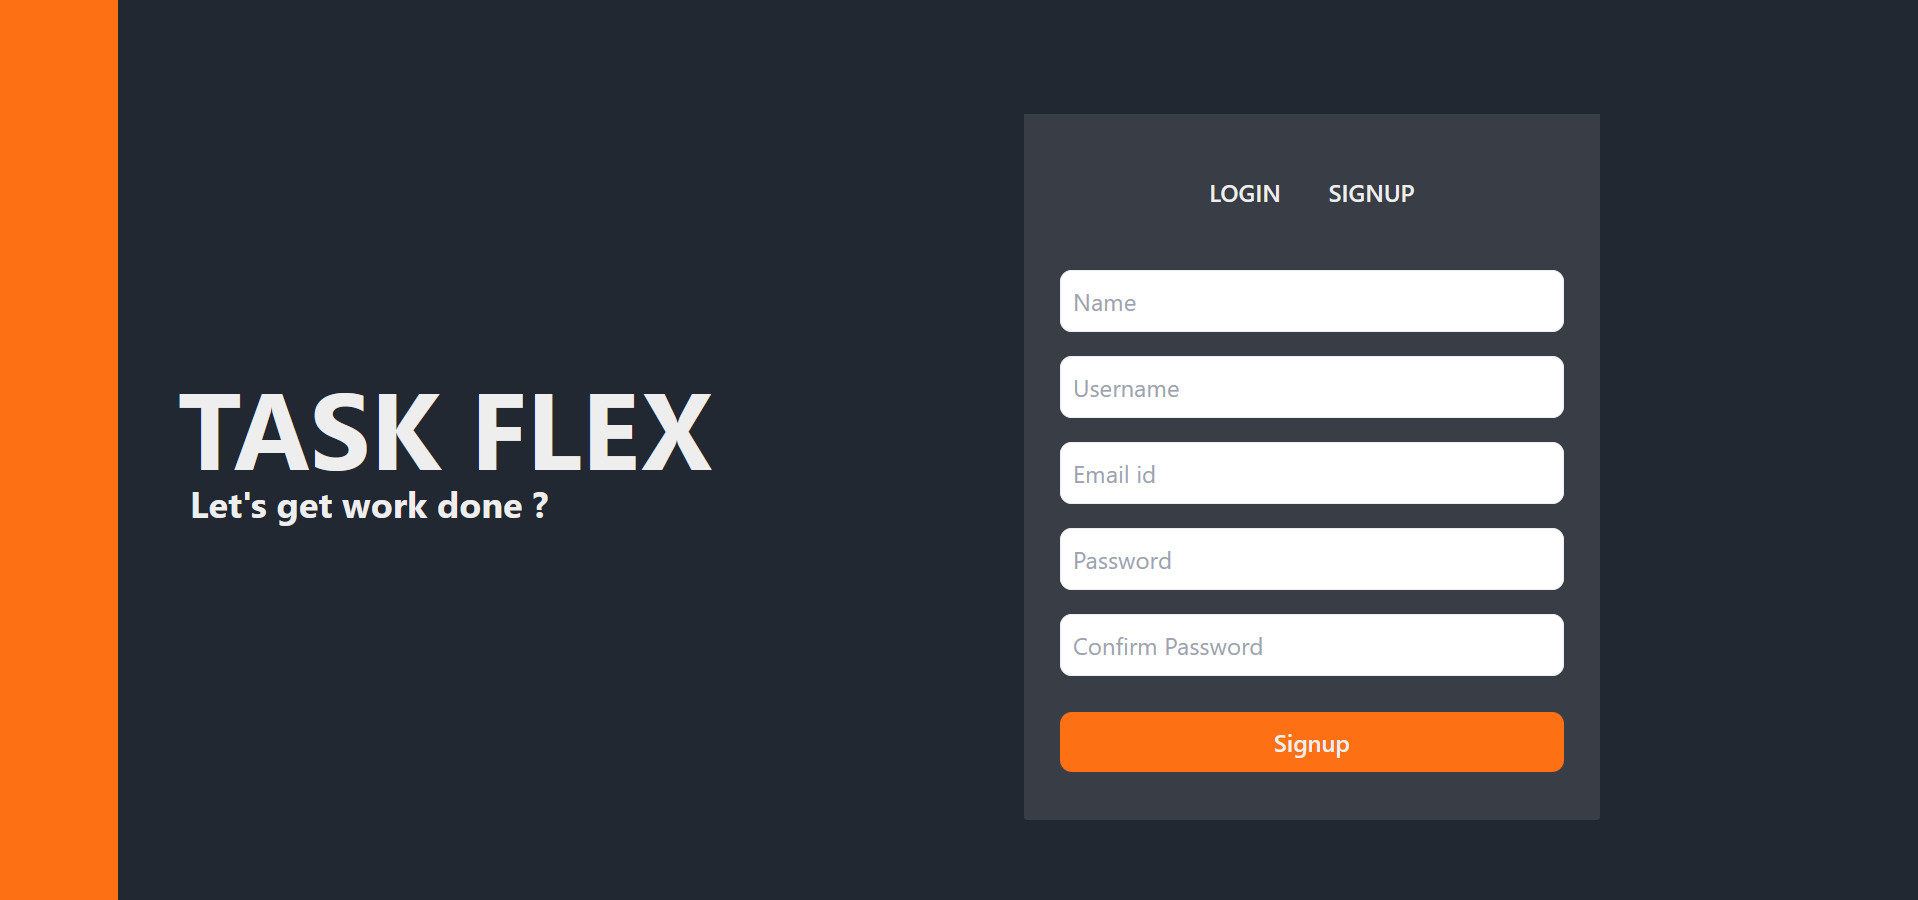 TASK FLEX
Let's get work done ?
LOGIN SIGNUP
Name
Username
Email id
Password
Confirm Password
Signup